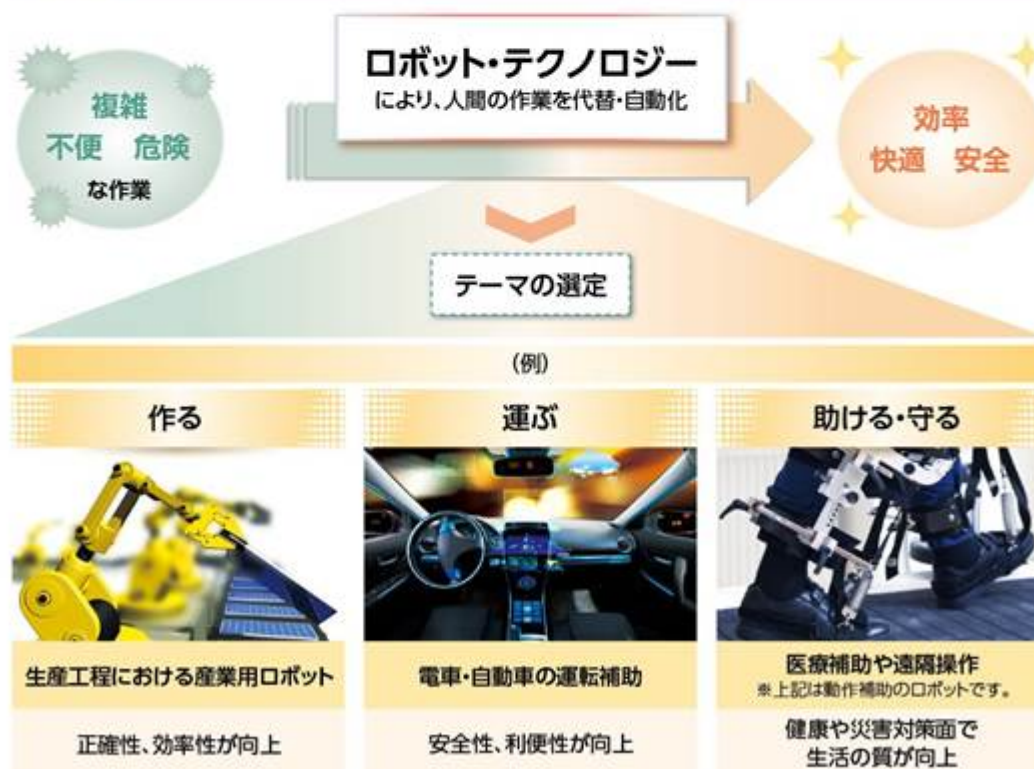 複雑
不便 危険
な作業
ロボット・テクノロジー
により、人間の作業を代替・自動化
効率
快適 安全
テーマの選定
(例)
作る
運ぶ
助ける・守る
生産工程における産業用ロボット
電車・自動車の運転補助
医療補助や遠隔操作
※上記は動作補助のロボットです。
正確性、効率性が向上
安全性、利便性が向上
健康や災害対策面で
生活の質が向上